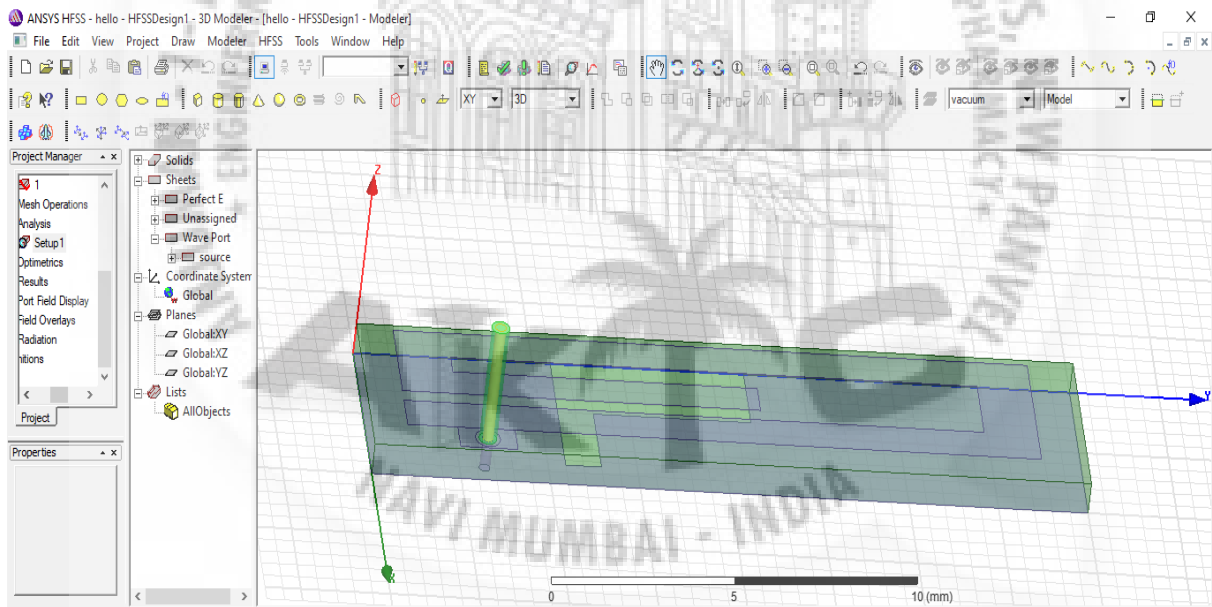 ANSYS HFSS - hello - HFSSDesign1 - 3D Modeler - [hello - HFSSDesign1 - Modeler]
File Edit View Project Draw Modeler HFSS Tools Window Help
XY 3D vacuum Model
Project Manager
1
Mesh Operations
Analysis
Setup1
Optimetrics
Results
Port Field Display
Field Overlays
Radiation
nitions
Project
Properties
Solids
Sheets
Perfect E
Unassigned
Wave Port
source
Coordinate System
Global
Planes
Global:XY
Global:XZ
Global:YZ
Lists
AllObjects
Z
Y
X
0 5 10 (mm)
AIKTC
NAVI MUMBAI - INDIA